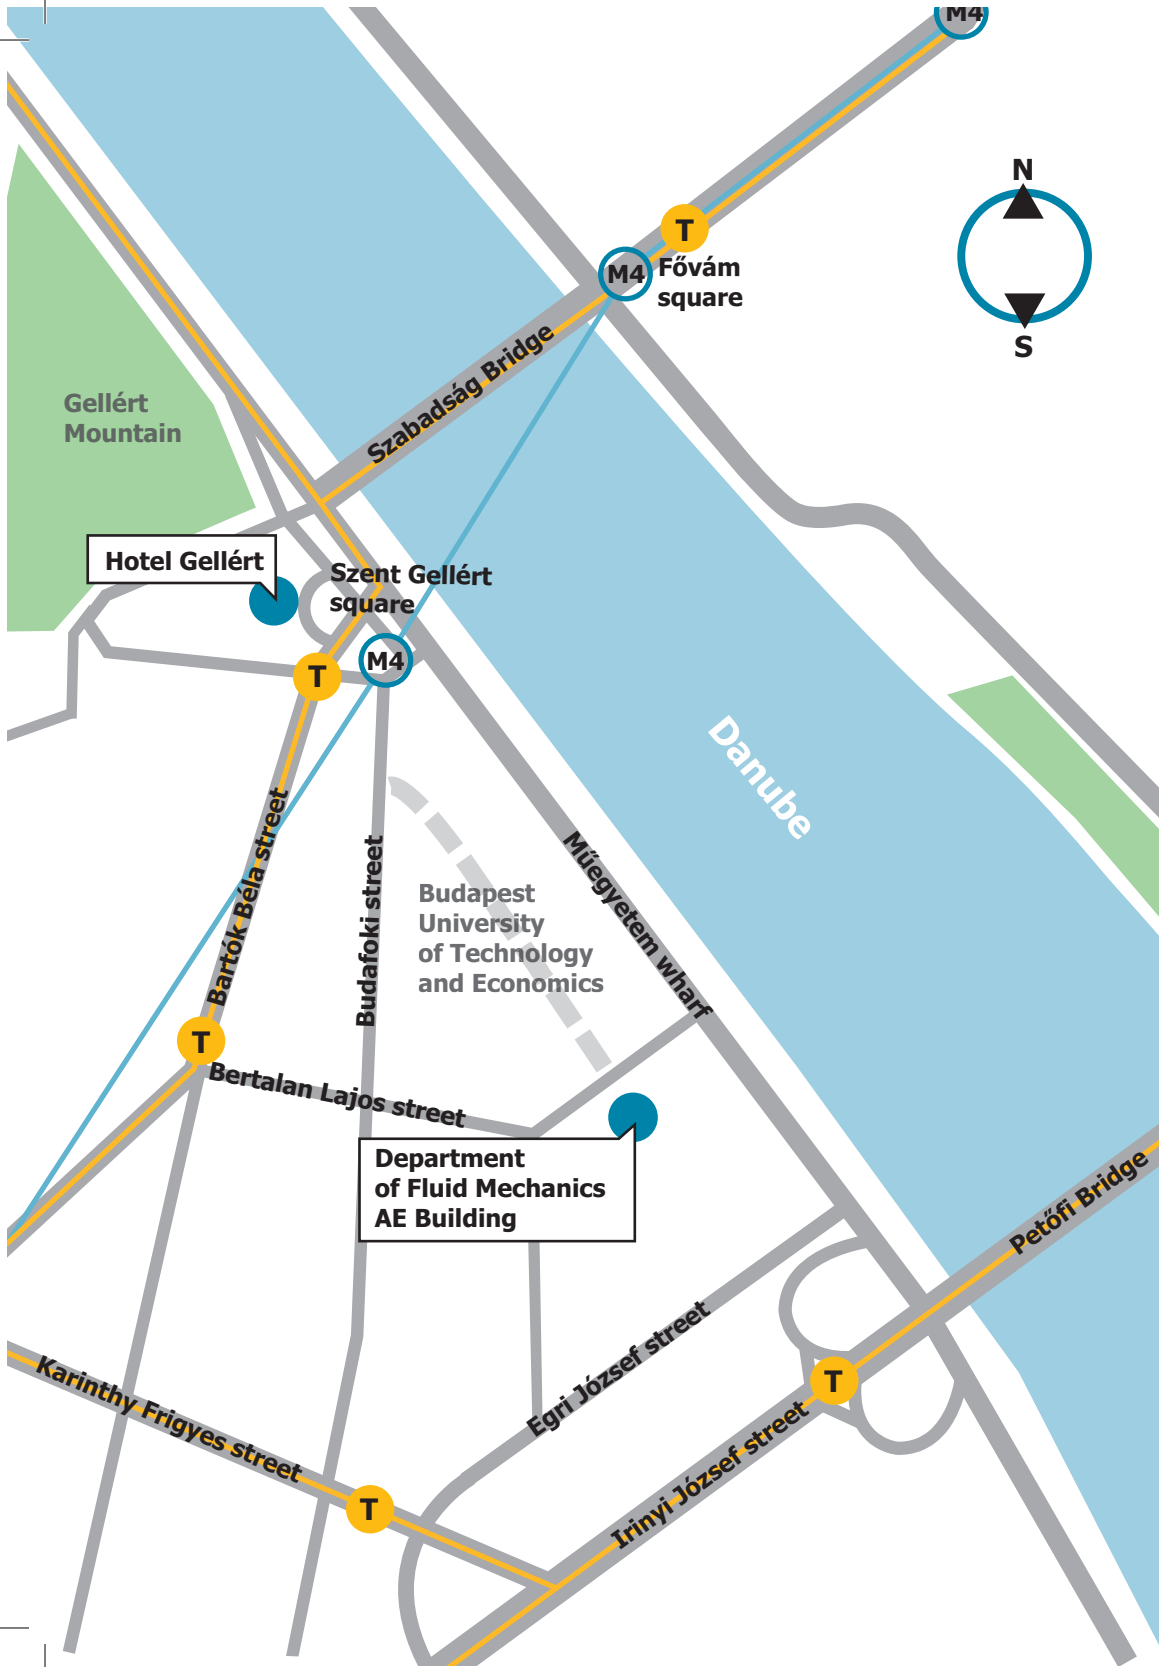 M4
N
T
M4
Fővám
square
S
Szabadság Bridge
Gellért
Mountain
Hotel Gellért
Szent Gellért
square
T
M4
Danube
Bartók Béla street
Budafoki street
Műegyetem wharf
Budapest
University
of Technology
and Economics
T
Bertalan Lajos street
Department
of Fluid Mechanics
AE Building
Petőfi Bridge
Egri József street
Karinthy Frigyes street
T
Irinyi József street
T